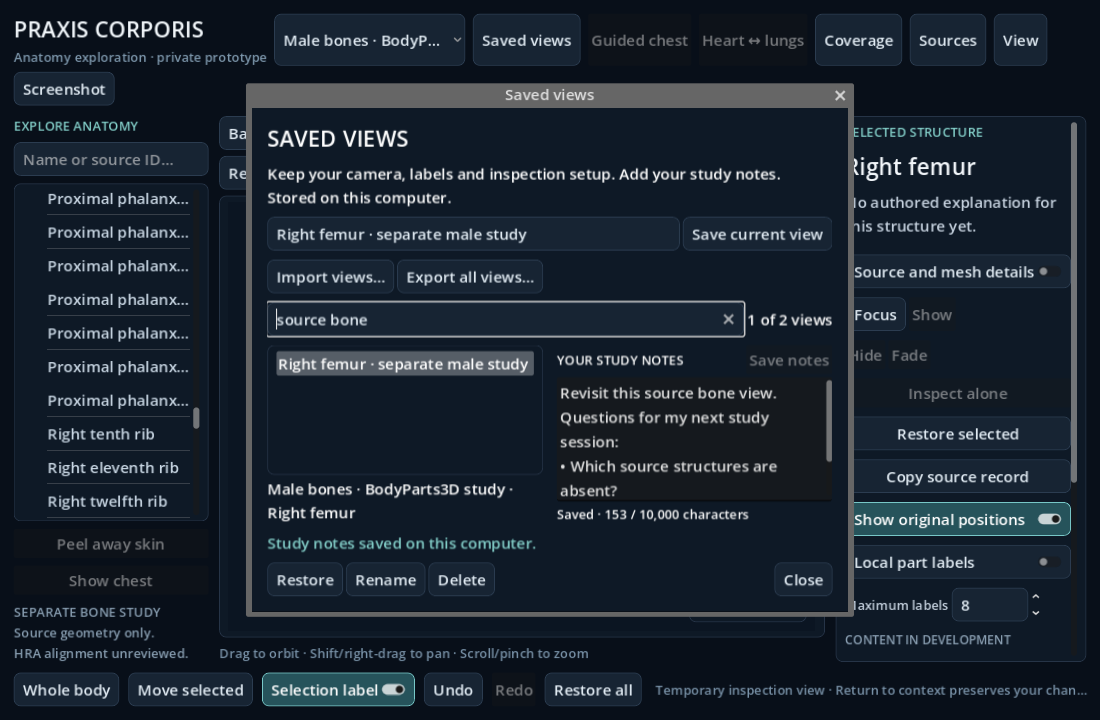 PRAXIS CORPORIS
Anatomy exploration · private prototype
Male bones · BodyP...
Saved views
Guided chest
Heart ↔ lungs
Coverage
Sources
View
Screenshot
EXPLORE ANATOMY
Name or source ID...
Proximal phalanx...
Proximal phalanx...
Proximal phalanx...
Proximal phalanx...
Proximal phalanx...
Proximal phalanx...
Proximal phalanx...
Right tenth rib
Right eleventh rib
Right twelfth rib
Peel away skin
Show chest
SEPARATE BONE STUDY
Source geometry only.
HRA alignment unreviewed.
Ba
Re
Saved views
SAVED VIEWS
Keep your camera, labels and inspection setup. Add your study notes.
Stored on this computer.
Right femur · separate male study
Save current view
Import views...
Export all views...
source bone
1 of 2 views
Right femur · separate male study
YOUR STUDY NOTES
Save notes
Revisit this source bone view.
Questions for my next study
session:
• Which source structures are
absent?
Male bones · BodyParts3D study ·
Right femur
Saved · 153 / 10,000 characters
Study notes saved on this computer.
Restore
Rename
Delete
Close
ELECTED STRUCTURE
Right femur
lo authored explanation for
his structure yet.
Source and mesh details
Focus
Show
Hide
Fade
Inspect alone
Restore selected
Copy source record
Show original positions
Local part labels
Maximum labels
8
CONTENT IN DEVELOPMENT
Drag to orbit · Shift/right-drag to pan · Scroll/pinch to zoom
Whole body
Move selected
Selection label
Undo
Redo
Restore all
Temporary inspection view · Return to context preserves your chan...